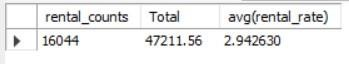 rental_counts Total avg(rental_rate)
16044 47211.56 2.942630